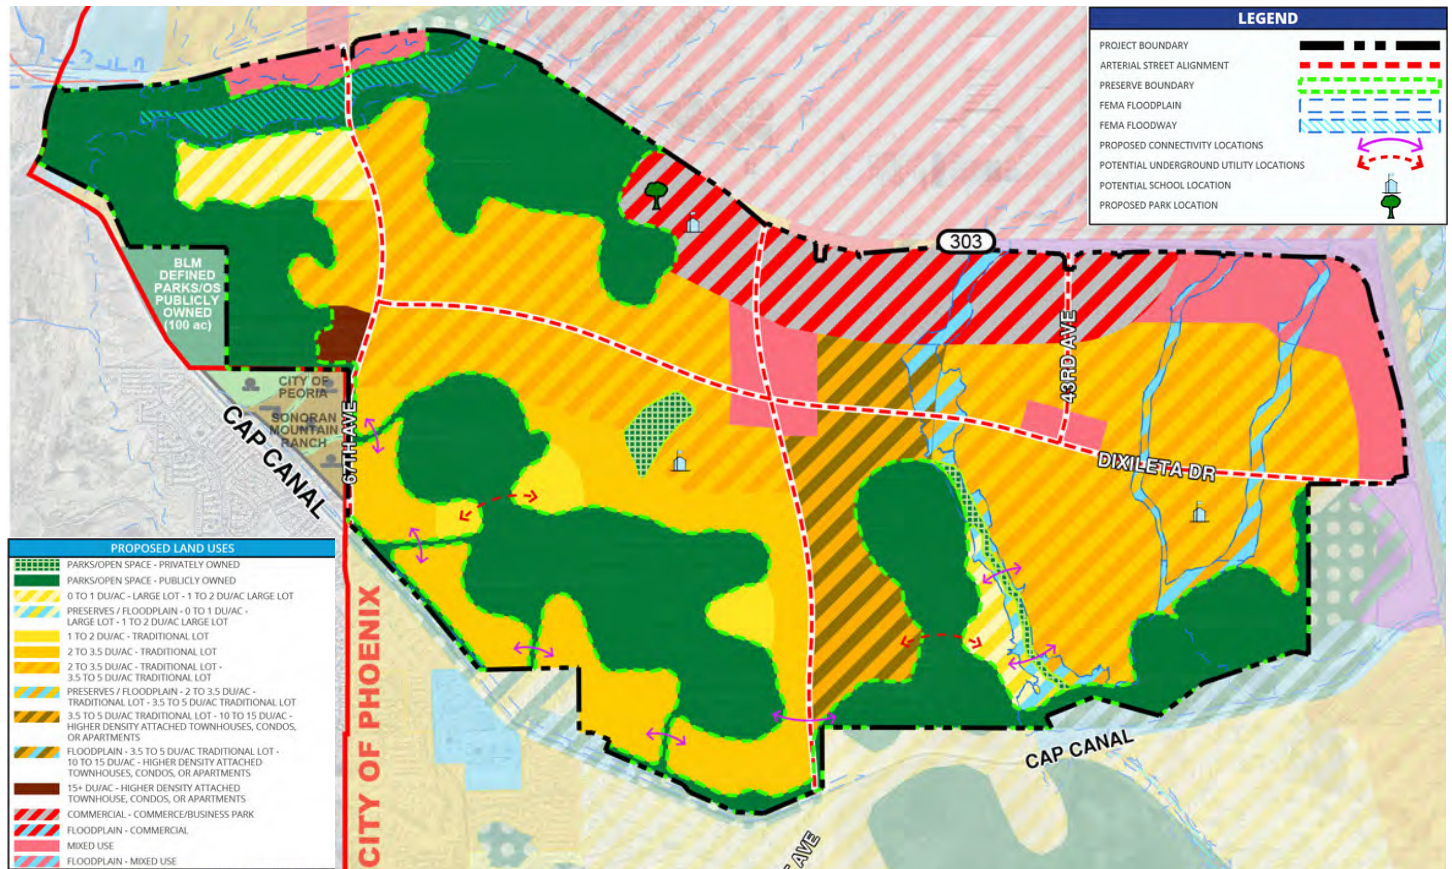 LEGEND
PROJECT BOUNDARY
ARTERIAL STREET ALIGNMENT
PRESERVE BOUNDARY
FEMA FLOODPLAIN
FEMA FLOODWAY
PROPOSED CONNECTIVITY LOCATIONS
POTENTIAL UNDERGROUND UTILITY LOCATIONS
POTENTIAL SCHOOL LOCATION
PROPOSED PARK LOCATION
303
BLM
DEFINED
PARKS/OS
PUBLICLY
OWNED
(100 ac)
43RD AVE
CITY OF
PEORIA
SONORAN
MOUNTAIN
RANCH
67TH AVE
CAP CANAL
DIXILETA DR
CITY OF PHOENIX
CAP CANAL
AVE
PROPOSED LAND USES
PARKS/OPEN SPACE - PRIVATELY OWNED
PARKS/OPEN SPACE - PUBLICLY OWNED
0 TO 1 DU/AC - LARGE LOT - 1 TO 2 DU/AC LARGE LOT
PRESERVES / FLOODPLAIN - 0 TO 1 DU/AC -
LARGE LOT - 1 TO 2 DU/AC LARGE LOT
1 TO 2 DU/AC - TRADITIONAL LOT
2 TO 3.5 DU/AC - TRADITIONAL LOT
2 TO 3.5 DU/AC - TRADITIONAL LOT -
3.5 TO 5 DU/AC TRADITIONAL LOT
PRESERVES / FLOODPLAIN - 2 TO 3.5 DU/AC -
TRADITIONAL LOT - 3.5 TO 5 DU/AC TRADITIONAL LOT
3.5 TO 5 DU/AC TRADITIONAL LOT - 10 TO 15 DU/AC -
HIGHER DENSITY ATTACHED TOWNHOUSES, CONDOS,
OR APARTMENTS
FLOODPLAIN - 3.5 TO 5 DU/AC TRADITIONAL LOT -
10 TO 15 DU/AC - HIGHER DENSITY ATTACHED
TOWNHOUSES, CONDOS, OR APARTMENTS
15+ DU/AC - HIGHER DENSITY ATTACHED
TOWNHOUSE, CONDOS, OR APARTMENTS
COMMERCIAL - COMMERCE/BUSINESS PARK
FLOODPLAIN - COMMERCIAL
MIXED USE
FLOODPLAIN - MIXED USE